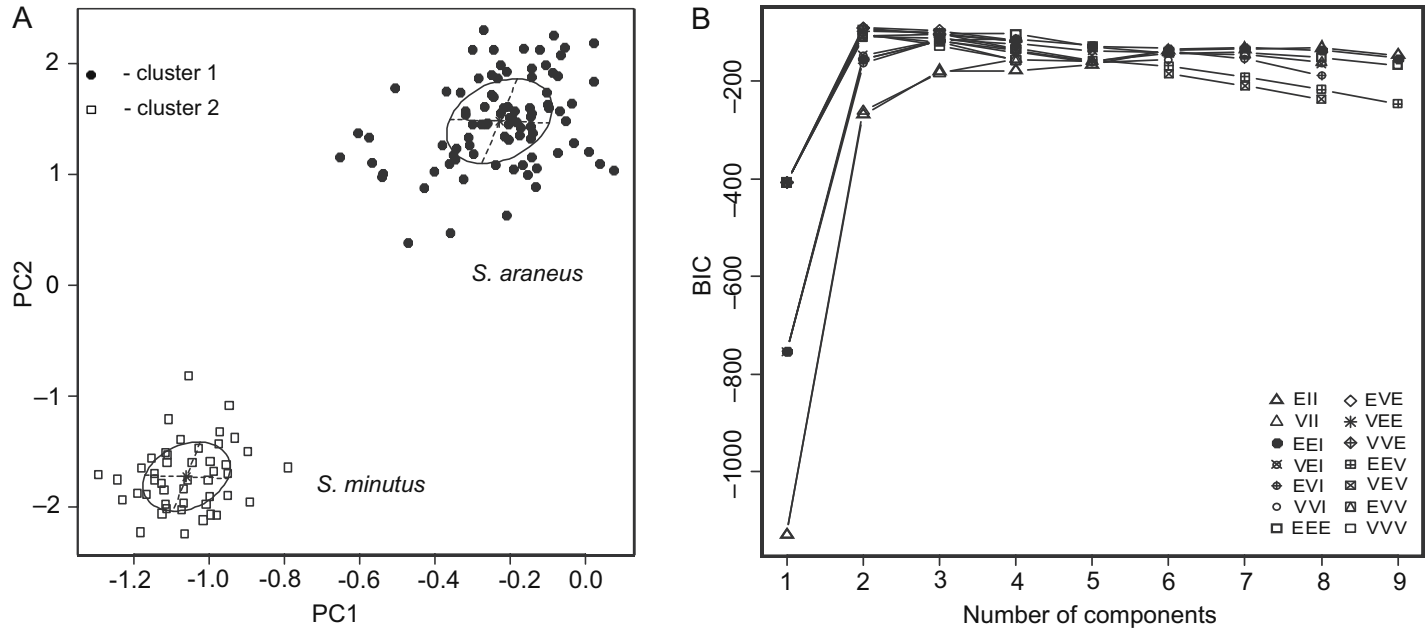 A
- cluster 1
- cluster 2
2
1
0
–1
–2
PC2
S. araneus
S. minutus
-1.2 -1.0 -0.8 -0.6 -0.4 -0.2 0.0
PC1
B
–200
–400
–600
–800
–1000
BIC
EII EVE
VII VEE
EEI VVE
VEI EEV
EVI VEV
VVI EVV
EEE VVV
1 2 3 4 5 6 7 8 9
Number of components